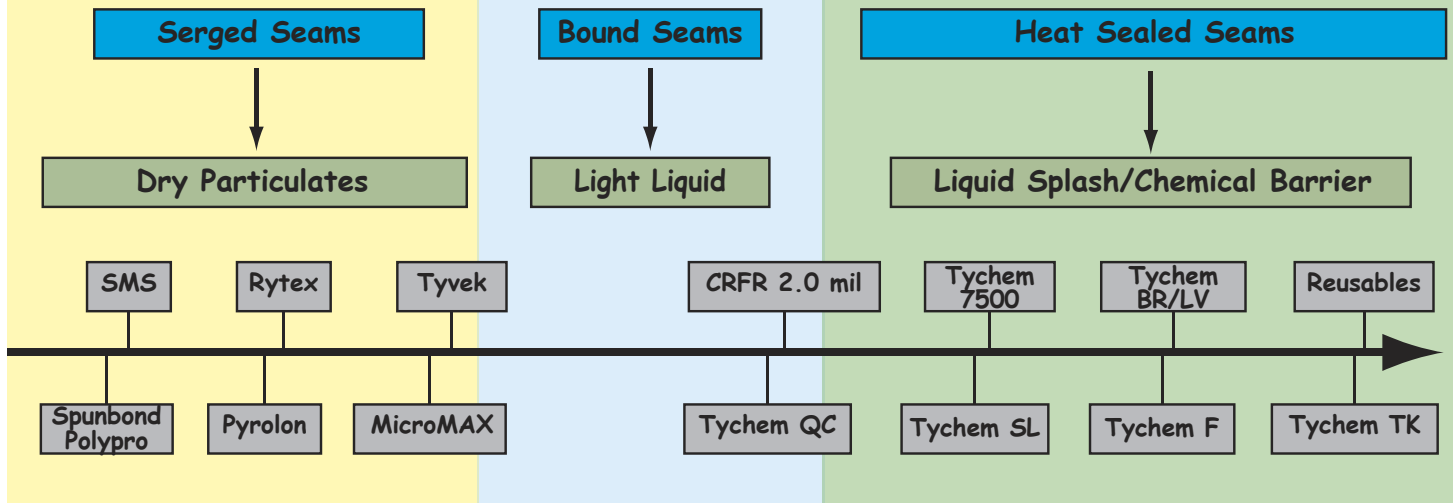 Serged Seams
Bound Seams
Heat Sealed Seams
Dry Particulates
Light Liquid
Liquid Splash/Chemical Barrier
SMS
Rytex
Tyvek
CRFR 2.0 mil
Tychem
7500
Tychem
BR/LV
Reusables
Spunbond
Polypro
Pyrolon
MicroMAX
Tychem QC
Tychem SL
Tychem F
Tychem TK